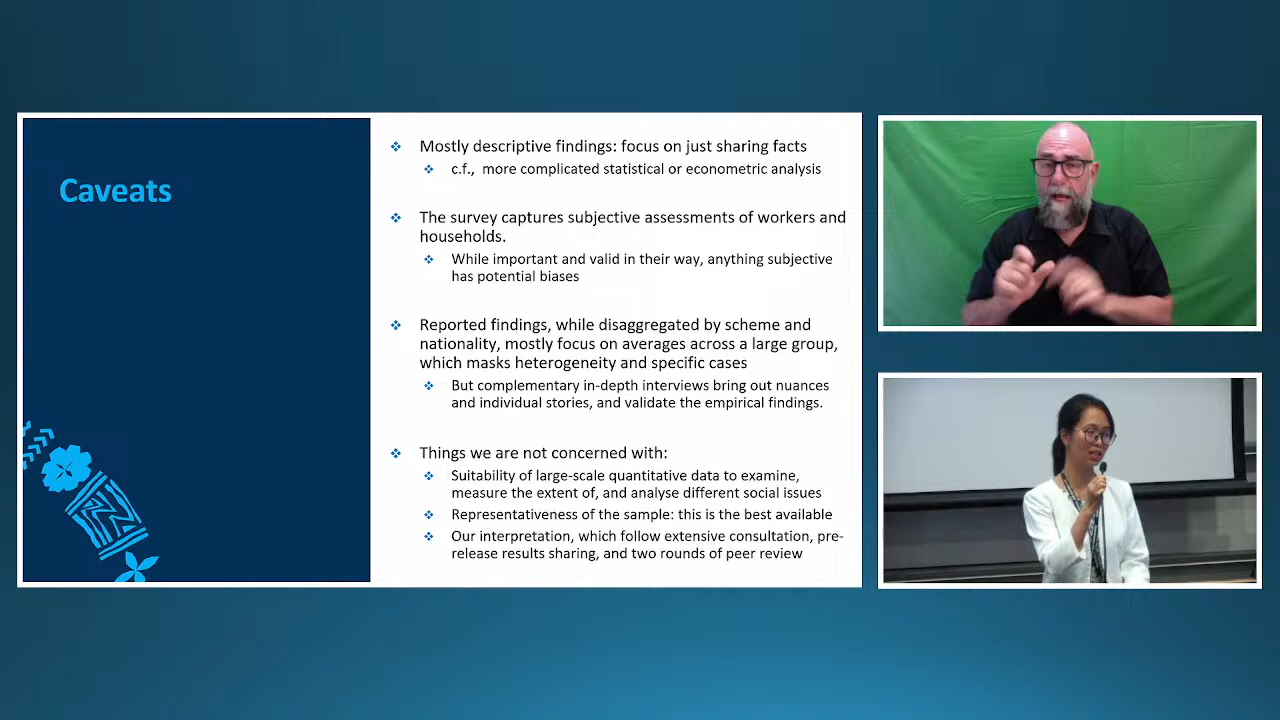 Caveats
Mostly descriptive findings: focus on just sharing facts
c.f., more complicated statistical or econometric analysis
The survey captures subjective assessments of workers and
households.
While important and valid in their way, anything subjective
has potential biases
Reported findings, while disaggregated by scheme and
nationality, mostly focus on averages across a large group,
which masks heterogeneity and specific cases
But complementary in-depth interviews bring out nuances
and individual stories, and validate the empirical findings.
Things we are not concerned with:
Suitability of large-scale quantitative data to examine,
measure the extent of, and analyse different social issues
Representativeness of the sample: this is the best available
Our interpretation, which follow extensive consultation, pre-
release results sharing, and two rounds of peer review